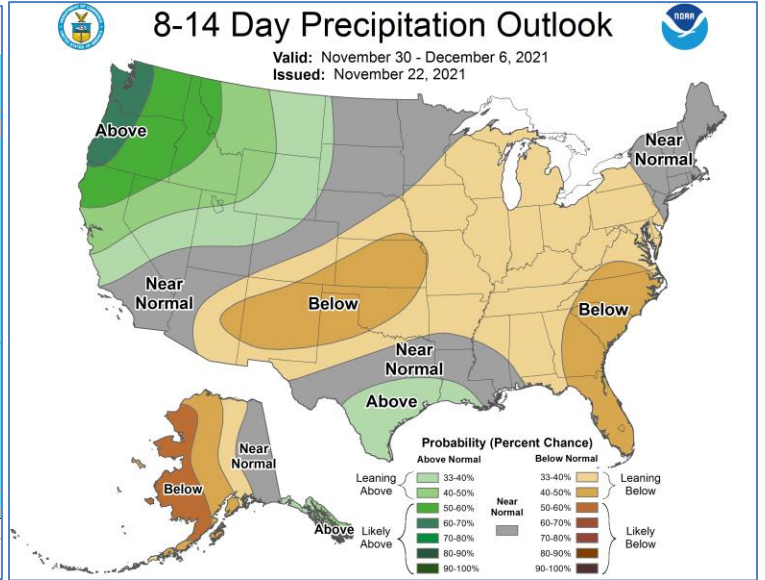 8-14 Day Precipitation Outlook
NOAA
Valid: November 30 - December 6, 2021
Issued: November 22, 2021
Above
Near
Normal
Near
Normal
Below
Below
Near
Normal
Above
Near
Normal
Below
Above
Probability (Percent Chance)
Above Normal
Below Normal
Leaning
Above
33-40%
40-50%
Likely
Above
50-60%
60-70%
70-80%
80-90%
90-100%
Near
Normal
33-40%
40-50%
Leaning
Below
50-60%
60-70%
70-80%
80-90%
90-100%
Likely
Below